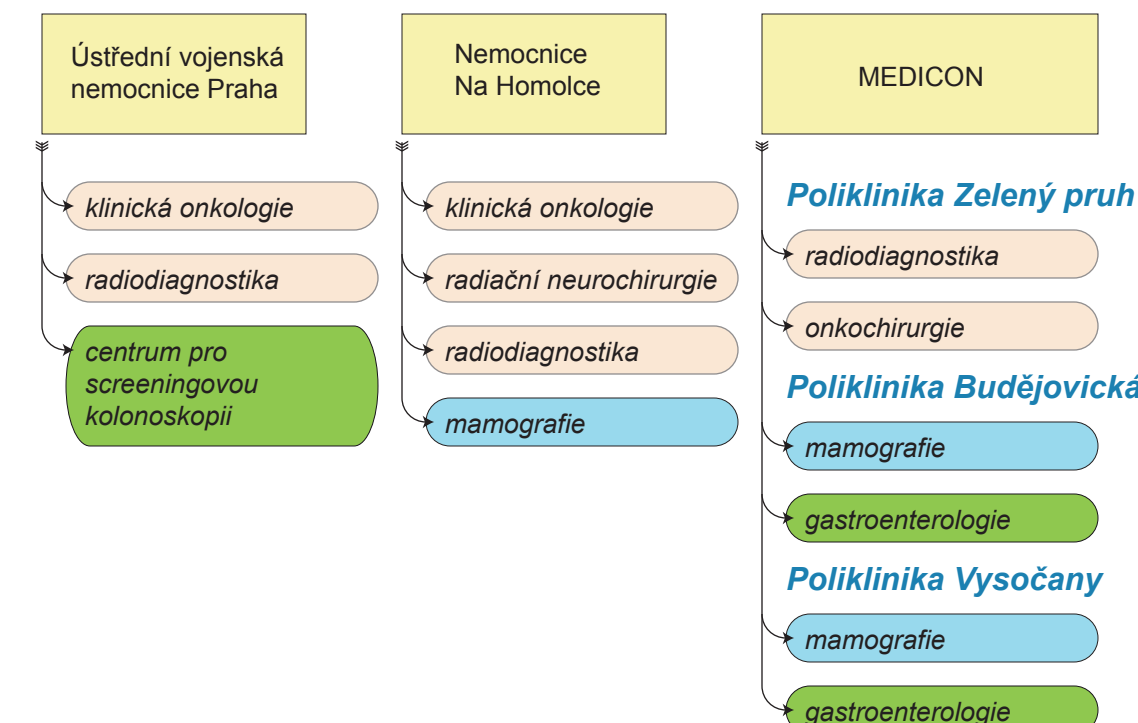 Ústřední vojenská
nemocnice Praha
klinická onkologie
radiodiagnostika
centrum pro
screeningovou
kolonoskopii
Nemocnice
Na Homolce
klinická onkologie
radiační neurochirurgie
radiodiagnostika
mamografie
MEDICON
Poliklinika Zelený pruh
radiodiagnostika
onkochirurgie
Poliklinika Budějovická
mamografie
gastroenterologie
Poliklinika Vysočany
mamografie
gastroenterologie